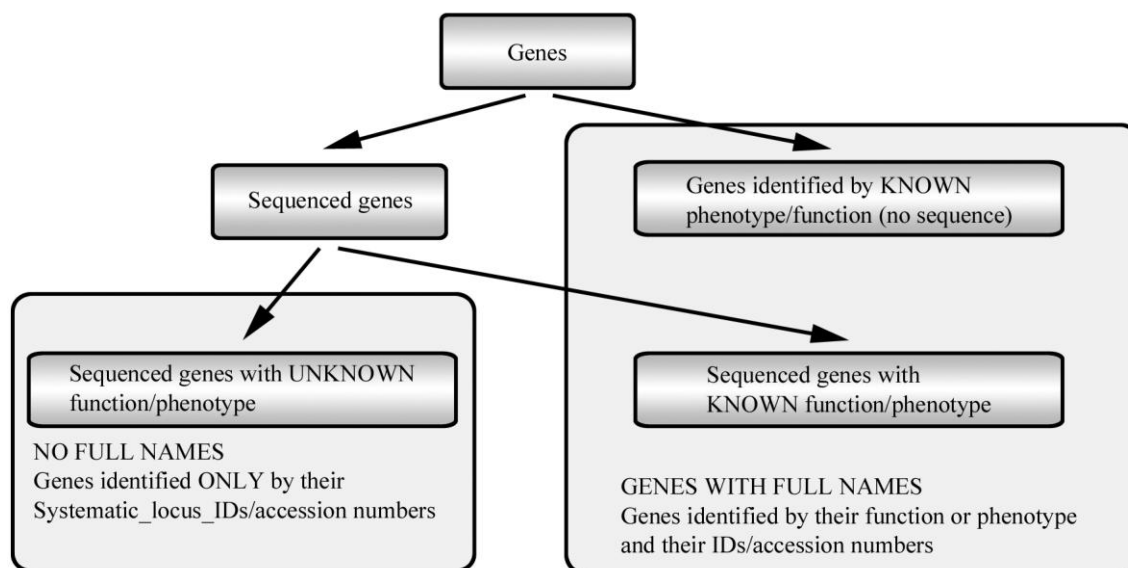 Genes
Sequenced genes
Genes identified by KNOWN
phenotype/function (no sequence)
Sequenced genes with UNKNOWN
function/phenotype
NO FULL NAMES
Genes identified ONLY by their
Systematic_locus_IDs/accession numbers
Sequenced genes with
KNOWN function/phenotype
GENES WITH FULL NAMES
Genes identified by their function or phenotype
and their IDs/accession numbers